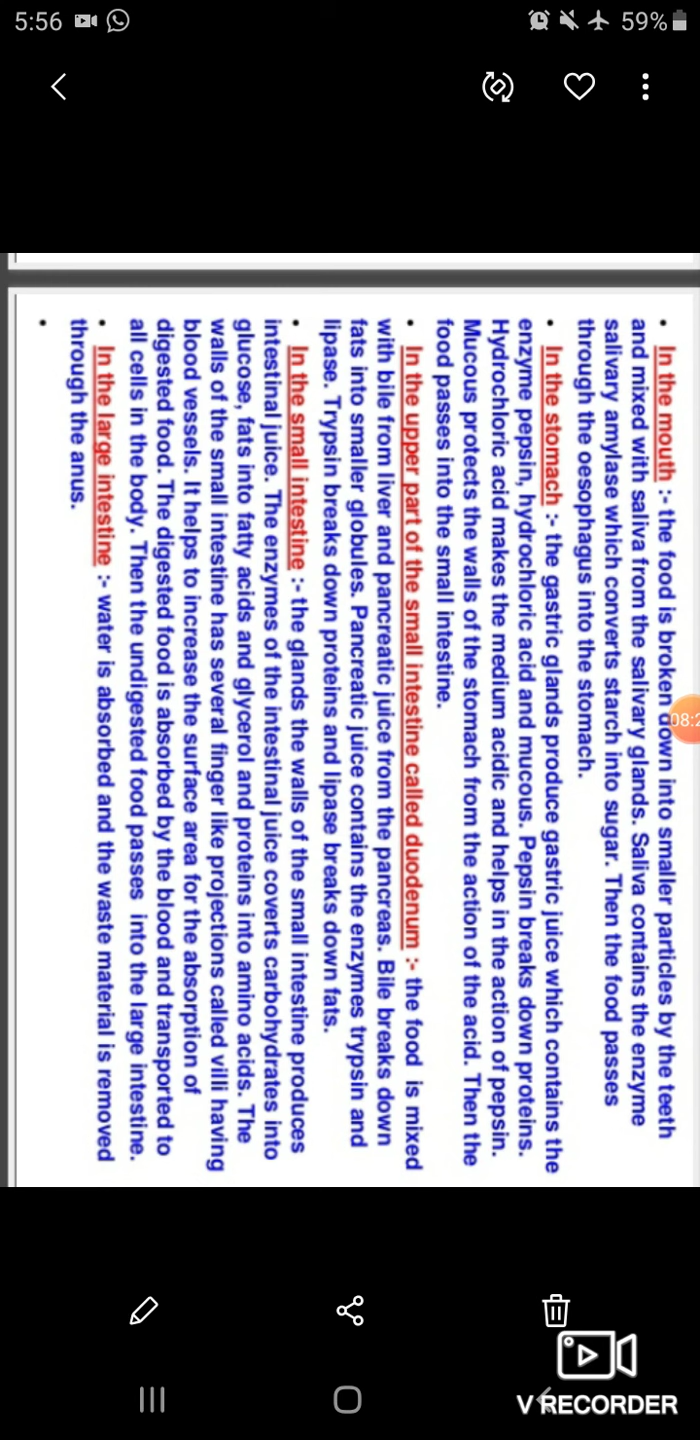 5:56
59%
• In the mouth :- the food is broken down into smaller particles by the teeth
and mixed with saliva from the salivary glands. Saliva contains the enzyme
salivary amylase which converts starch into sugar. Then the food passes
through the oesophagus into the stomach.
• In the stomach :- the gastric glands produce gastric juice which contains the
enzyme pepsin, hydrochloric acid and mucous. Pepsin breaks down proteins.
Hydrochloric acid makes the medium acidic and helps in the action of pepsin.
Mucous protects the walls of the stomach from the action of the acid. Then the
food passes into the small intestine.
• In the upper part of the small intestine called duodenum :- the food is mixed
with bile from liver and pancreatic juice from the pancreas. Bile breaks down
fats into smaller globules. Pancreatic juice contains the enzymes trypsin and
lipase. Trypsin breaks down proteins and lipase breaks down fats.
• In the small intestine :- the glands the walls of the small intestine produces
intestinal juice. The enzymes of the intestinal juice coverts carbohydrates into
glucose, fats into fatty acids and glycerol and proteins into amino acids. The
walls of the small intestine has several finger like projections called villi having
blood vessels. It helps to increase the surface area for the absorption of
digested food. The digested food is absorbed by the blood and transported to
all cells in the body. Then the undigested food passes into the large intestine.
• In the large intestine :- water is absorbed and the waste material is removed
through the anus.
•
V RECORDER